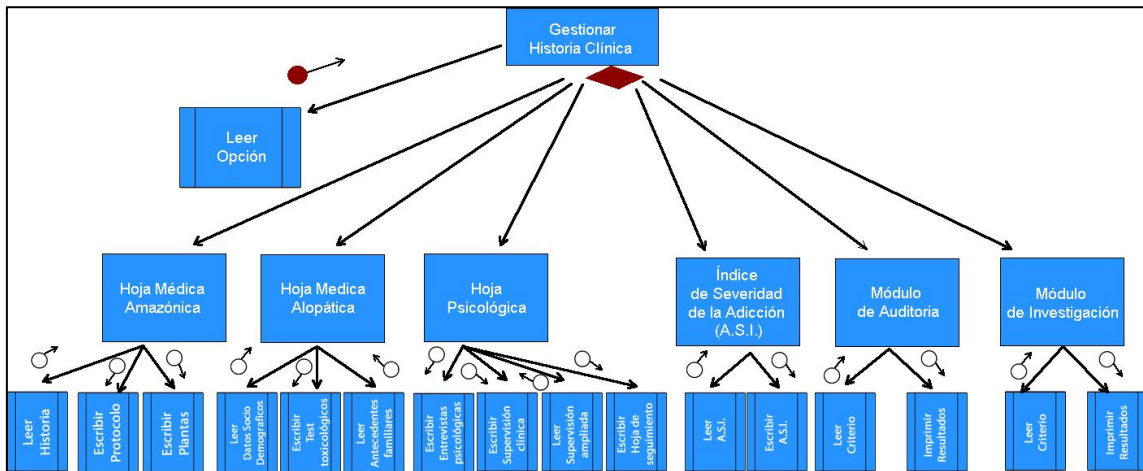 Gestionar
Historia Clínica
Leer
Opción
Hoja Médica
Amazónica
Hoja Medica
Alopática
Hoja
Psicológica
Índice
de Severidad
de la Adicción
(A.S.I.)
Módulo
de Auditoria
Módulo
de Investigación
Leer
Historia
Escribir
Protocolo
Escribir
Plantas
Leer
Datos Socio
Demograficos
Escribir
Test
toxicológicos
Leer
Antecedentes
familiares
Escribir
Entrevistas
psicológicas
Escribir
Supervisión
clínica
Leer
Supervisión
ampliada
Escribir
Hoja de
seguimiento
Leer
A.S.I.
Escribir
A.S.I.
Leer
Criterio
Imprimir
Resultados
Leer
Criterio
Imprimir
Resultados